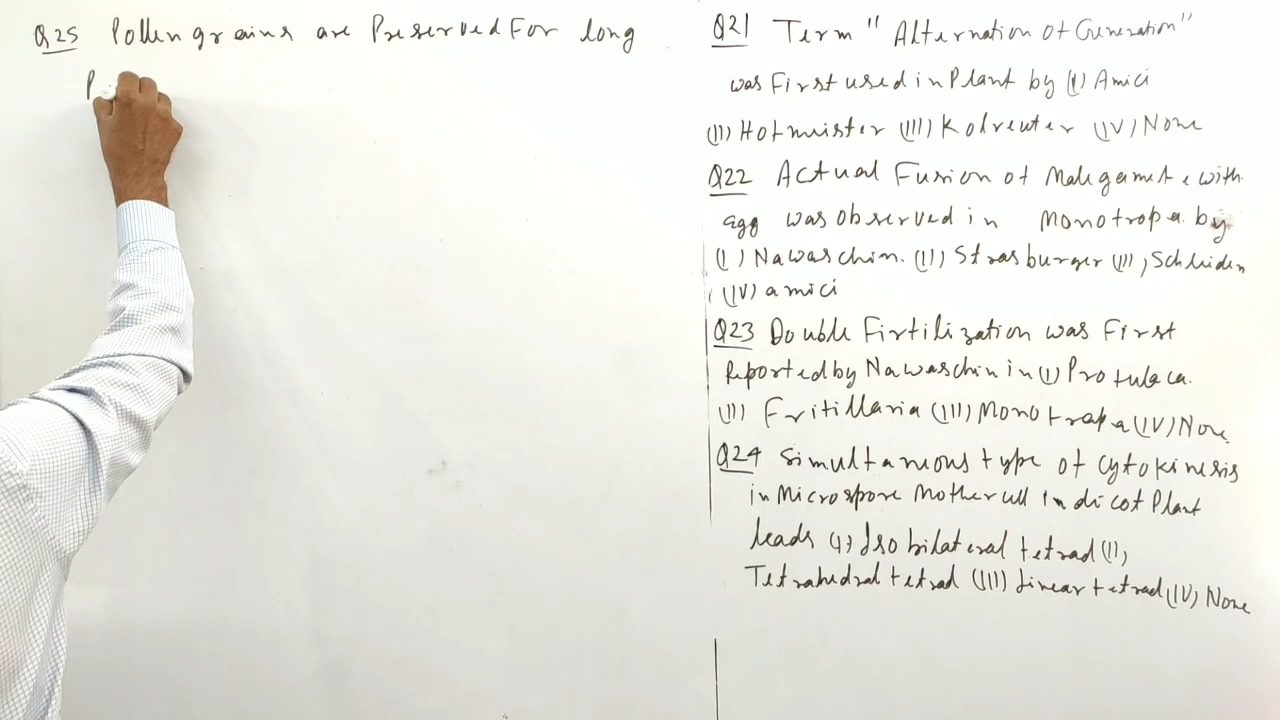 Q25 Pollen grains are Preserved For long
P
Q21 Term "Alternation of Generation"
was First used in Plant by (I) Amici
(II) Hofmeister (III) Kolreuter (IV) None
Q22 Actual Fusion of Male gamete with
egg was observed in Monotropa by
(I) Nawaschin. (II) Strasburger (III) Schleiden
(IV) amici
Q23 Double Firtilization was First
Reported by Nawaschin in (I) Protulaca.
(II) Fritillaria (III) Monotrapa (IV) None
Q24 Simultaneous type of cytokinesis
in Microspore Mother cell In dicot Plant
leads (I) Iso bilateral tetrad (II)
Tetrahedral tetrad (III) linear tetrad (IV) None